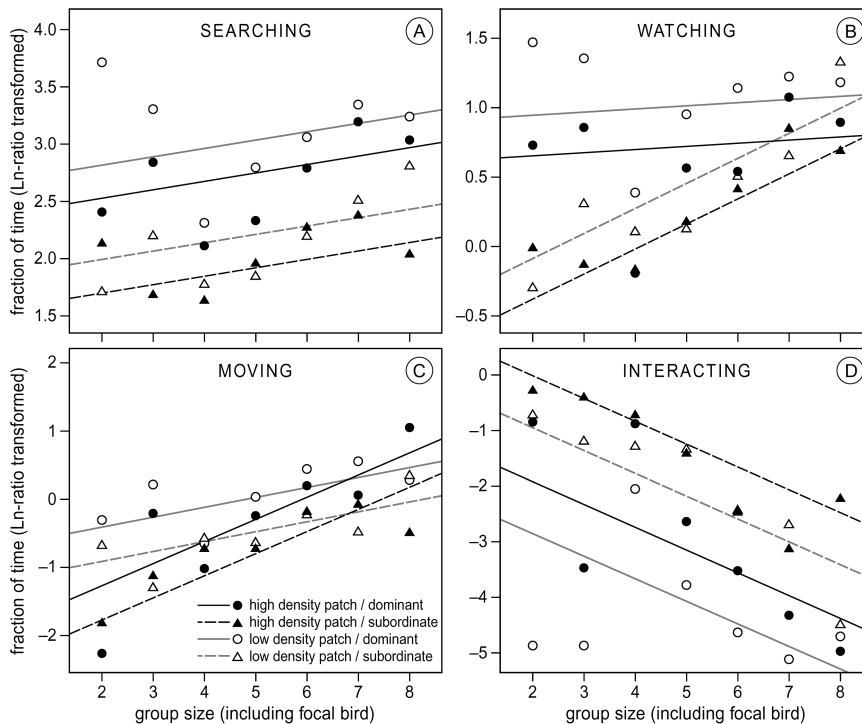 SEARCHING
A
4.0
3.5
3.0
2.5
2.0
1.5
fraction of time (Ln-ratio transformed)
WATCHING
B
1.5
1.0
0.5
0.0
–0.5
MOVING
C
2
1
0
–1
–2
fraction of time (Ln-ratio transformed)
high density patch / dominant
high density patch / subordinate
low density patch / dominant
low density patch / subordinate
2 3 4 5 6 7 8
group size (including focal bird)
INTERACTING
D
0
–1
–2
–3
–4
–5
2 3 4 5 6 7 8
group size (including focal bird)